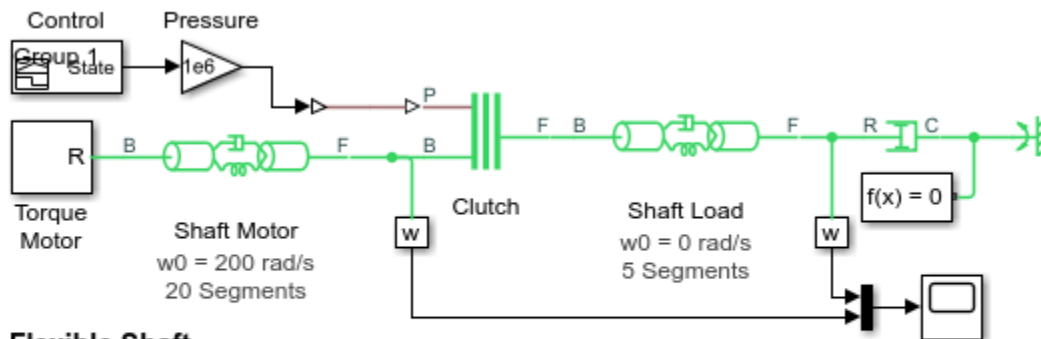 Control
Pressure
Group 1
State
1e6
P
R
B
F
B
F
B
F
R
C
Torque
Motor
Shaft Motor
w0 = 200 rad/s
20 Segments
w
Clutch
Shaft Load
w0 = 0 rad/s
5 Segments
w
f(x) = 0
Flexible Shaft